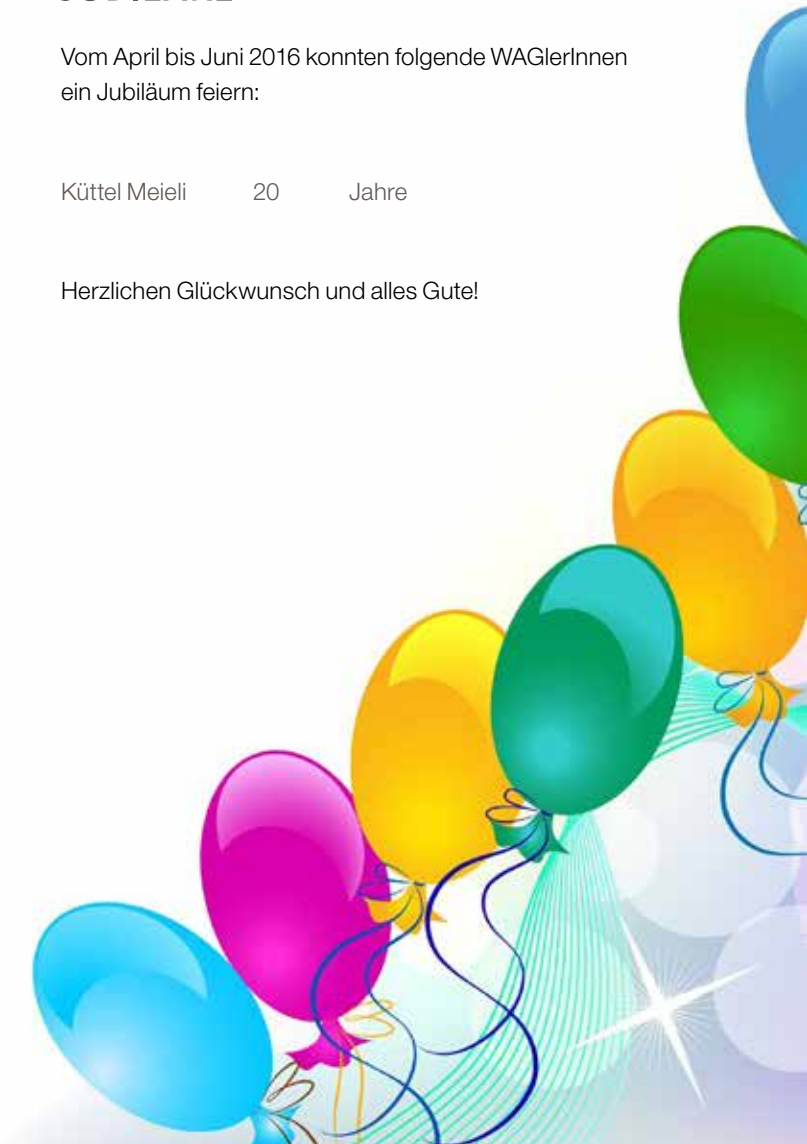 Vom April bis Juni 2016 konnten folgende WAGlerInnen
ein Jubiläum feiern:
Küttel Meieli 20 Jahre
Herzlichen Glückwunsch und alles Gute!